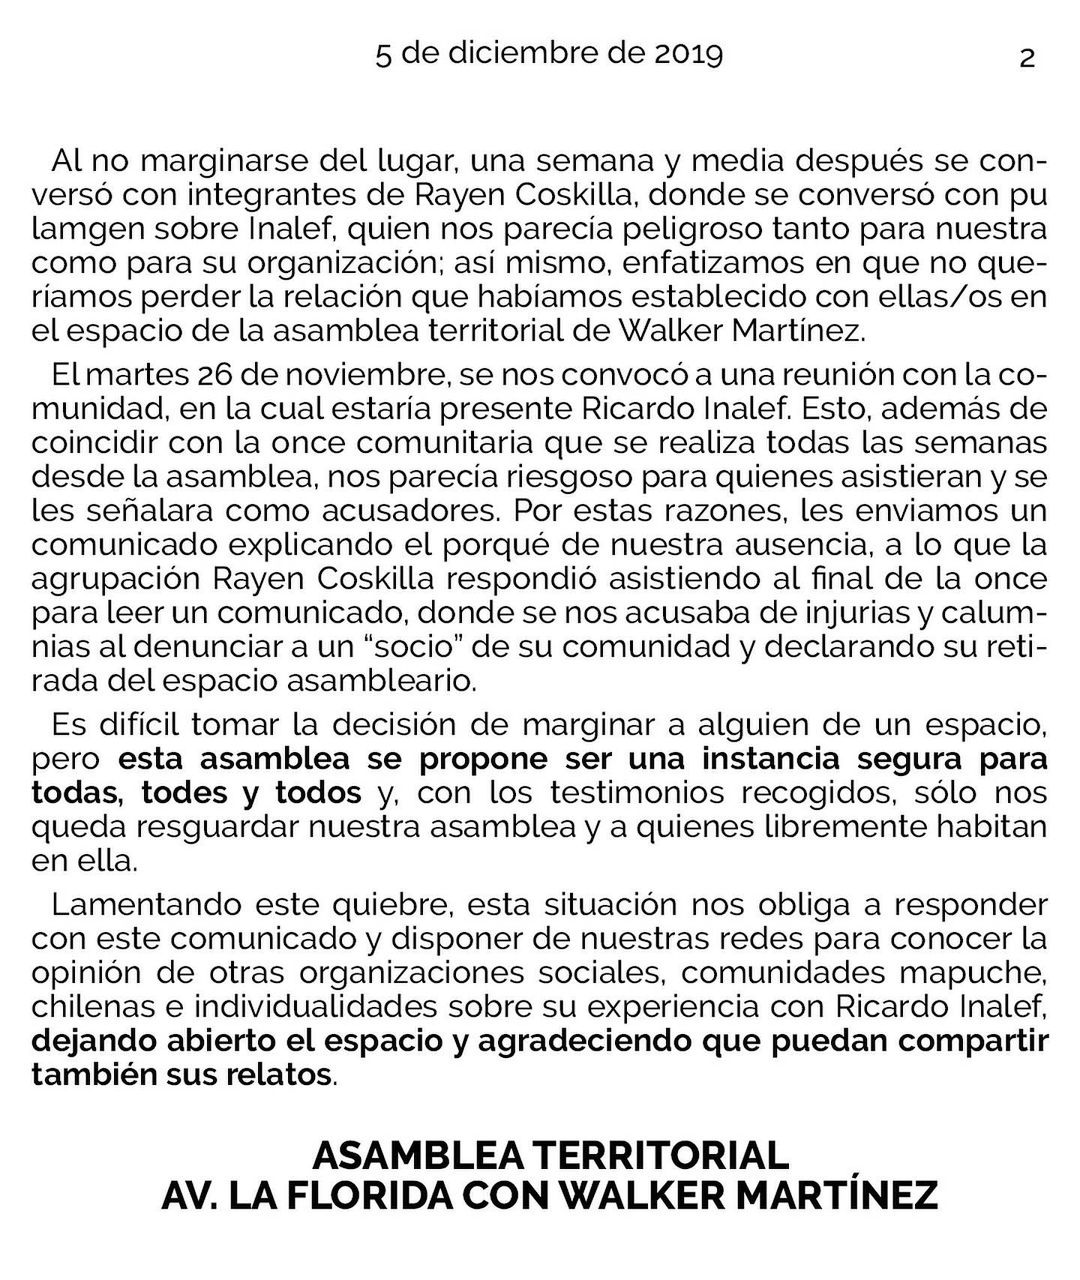 5 de diciembre de 2019
2
Al no marginarse del lugar, una semana y media después se con-
versó con integrantes de Rayen Coskilla, donde se conversó con pu
lamgen sobre Inalef, quien nos parecía peligroso tanto para nuestra
como para su organización; así mismo, enfatizamos en que no que-
ríamos perder la relación que habíamos establecido con ellas/os en
el espacio de la asamblea territorial de Walker Martínez.
El martes 26 de noviembre, se nos convocó a una reunión con la co-
munidad, en la cual estaría presente Ricardo Inalef. Esto, además de
coincidir con la once comunitaria que se realiza todas las semanas
desde la asamblea, nos parecía riesgoso para quienes asistieran y se
les señalara como acusadores. Por estas razones, les enviamos un
comunicado explicando el porqué de nuestra ausencia, a lo que la
agrupación Rayen Coskilla respondió asistiendo al final de la once
para leer un comunicado, donde se nos acusaba de injurias y calum-
nias al denunciar a un “socio” de su comunidad y declarando su reti-
rada del espacio asambleario.
Es difícil tomar la decisión de marginar a alguien de un espacio,
pero esta asamblea se propone ser una instancia segura para
todas, todes y todos y, con los testimonios recogidos, sólo nos
queda resguardar nuestra asamblea y a quienes libremente habitan
en ella.
Lamentando este quiebre, esta situación nos obliga a responder
con este comunicado y disponer de nuestras redes para conocer la
opinión de otras organizaciones sociales, comunidades mapuche,
chilenas e individualidades sobre su experiencia con Ricardo Inalef,
dejando abierto el espacio y agradeciendo que puedan compartir
también sus relatos.
ASAMBLEA TERRITORIAL
AV. LA FLORIDA CON WALKER MARTÍNEZ